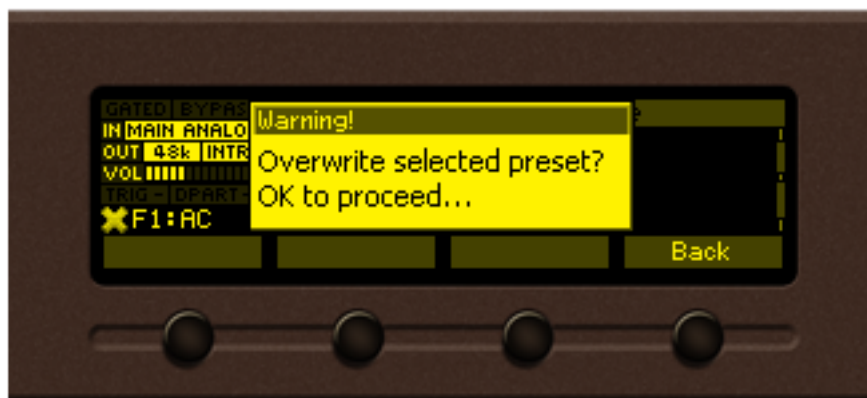 GATED BYPAS
Warning!
IN MAIN ANALO
OUT 48k INTR
Overwrite selected preset?
VOL
OK to proceed...
TRIG - DPART -
F1:AC
Back